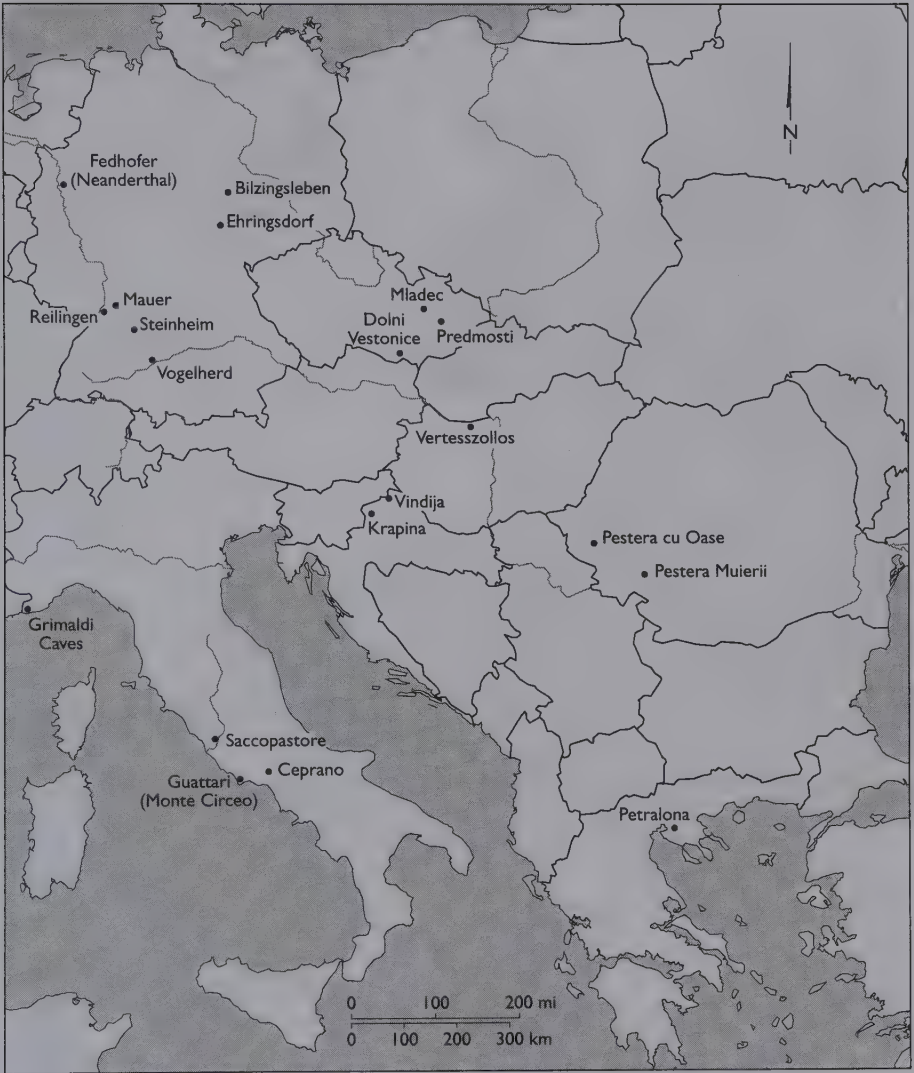 N
Fedhofer
(Neanderthal)
Bilzingsleben
Ehringsdorf
Mladec
Mauer
Reilingen
Dolni
Vestonice
Steinheim
Predmosti
Vogelherd
Vertesszollos
Vindija
Krapina
Pestera cu Oase
Pestera Muierii
Grimaldi
Caves
Saccopastore
Ceprano
Guattari
(Monte Circeo)
Petralona
0 100 200 mi
0 100 200 300 km